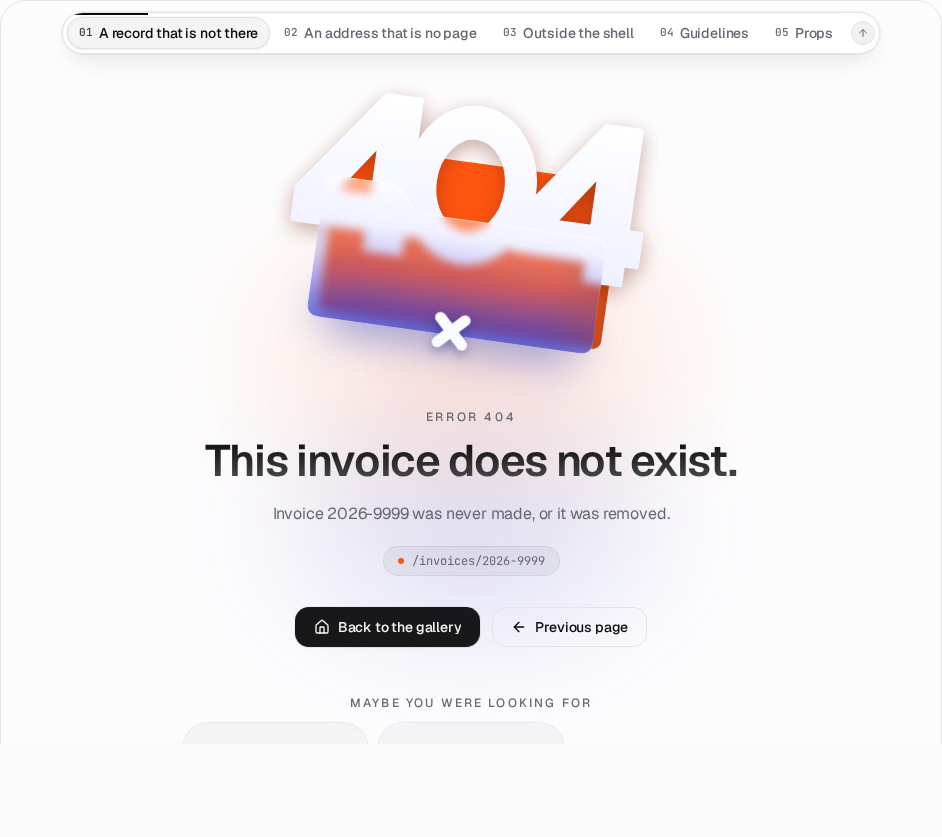 01 A record that is not there
02 An address that is no page
03 Outside the shell
04 Guidelines
05 Props
404
ERROR 404
This invoice does not exist.
Invoice 2026-9999 was never made, or it was removed.
/invoices/2026-9999
Back to the gallery
Previous page
MAYBE YOU WERE LOOKING FOR